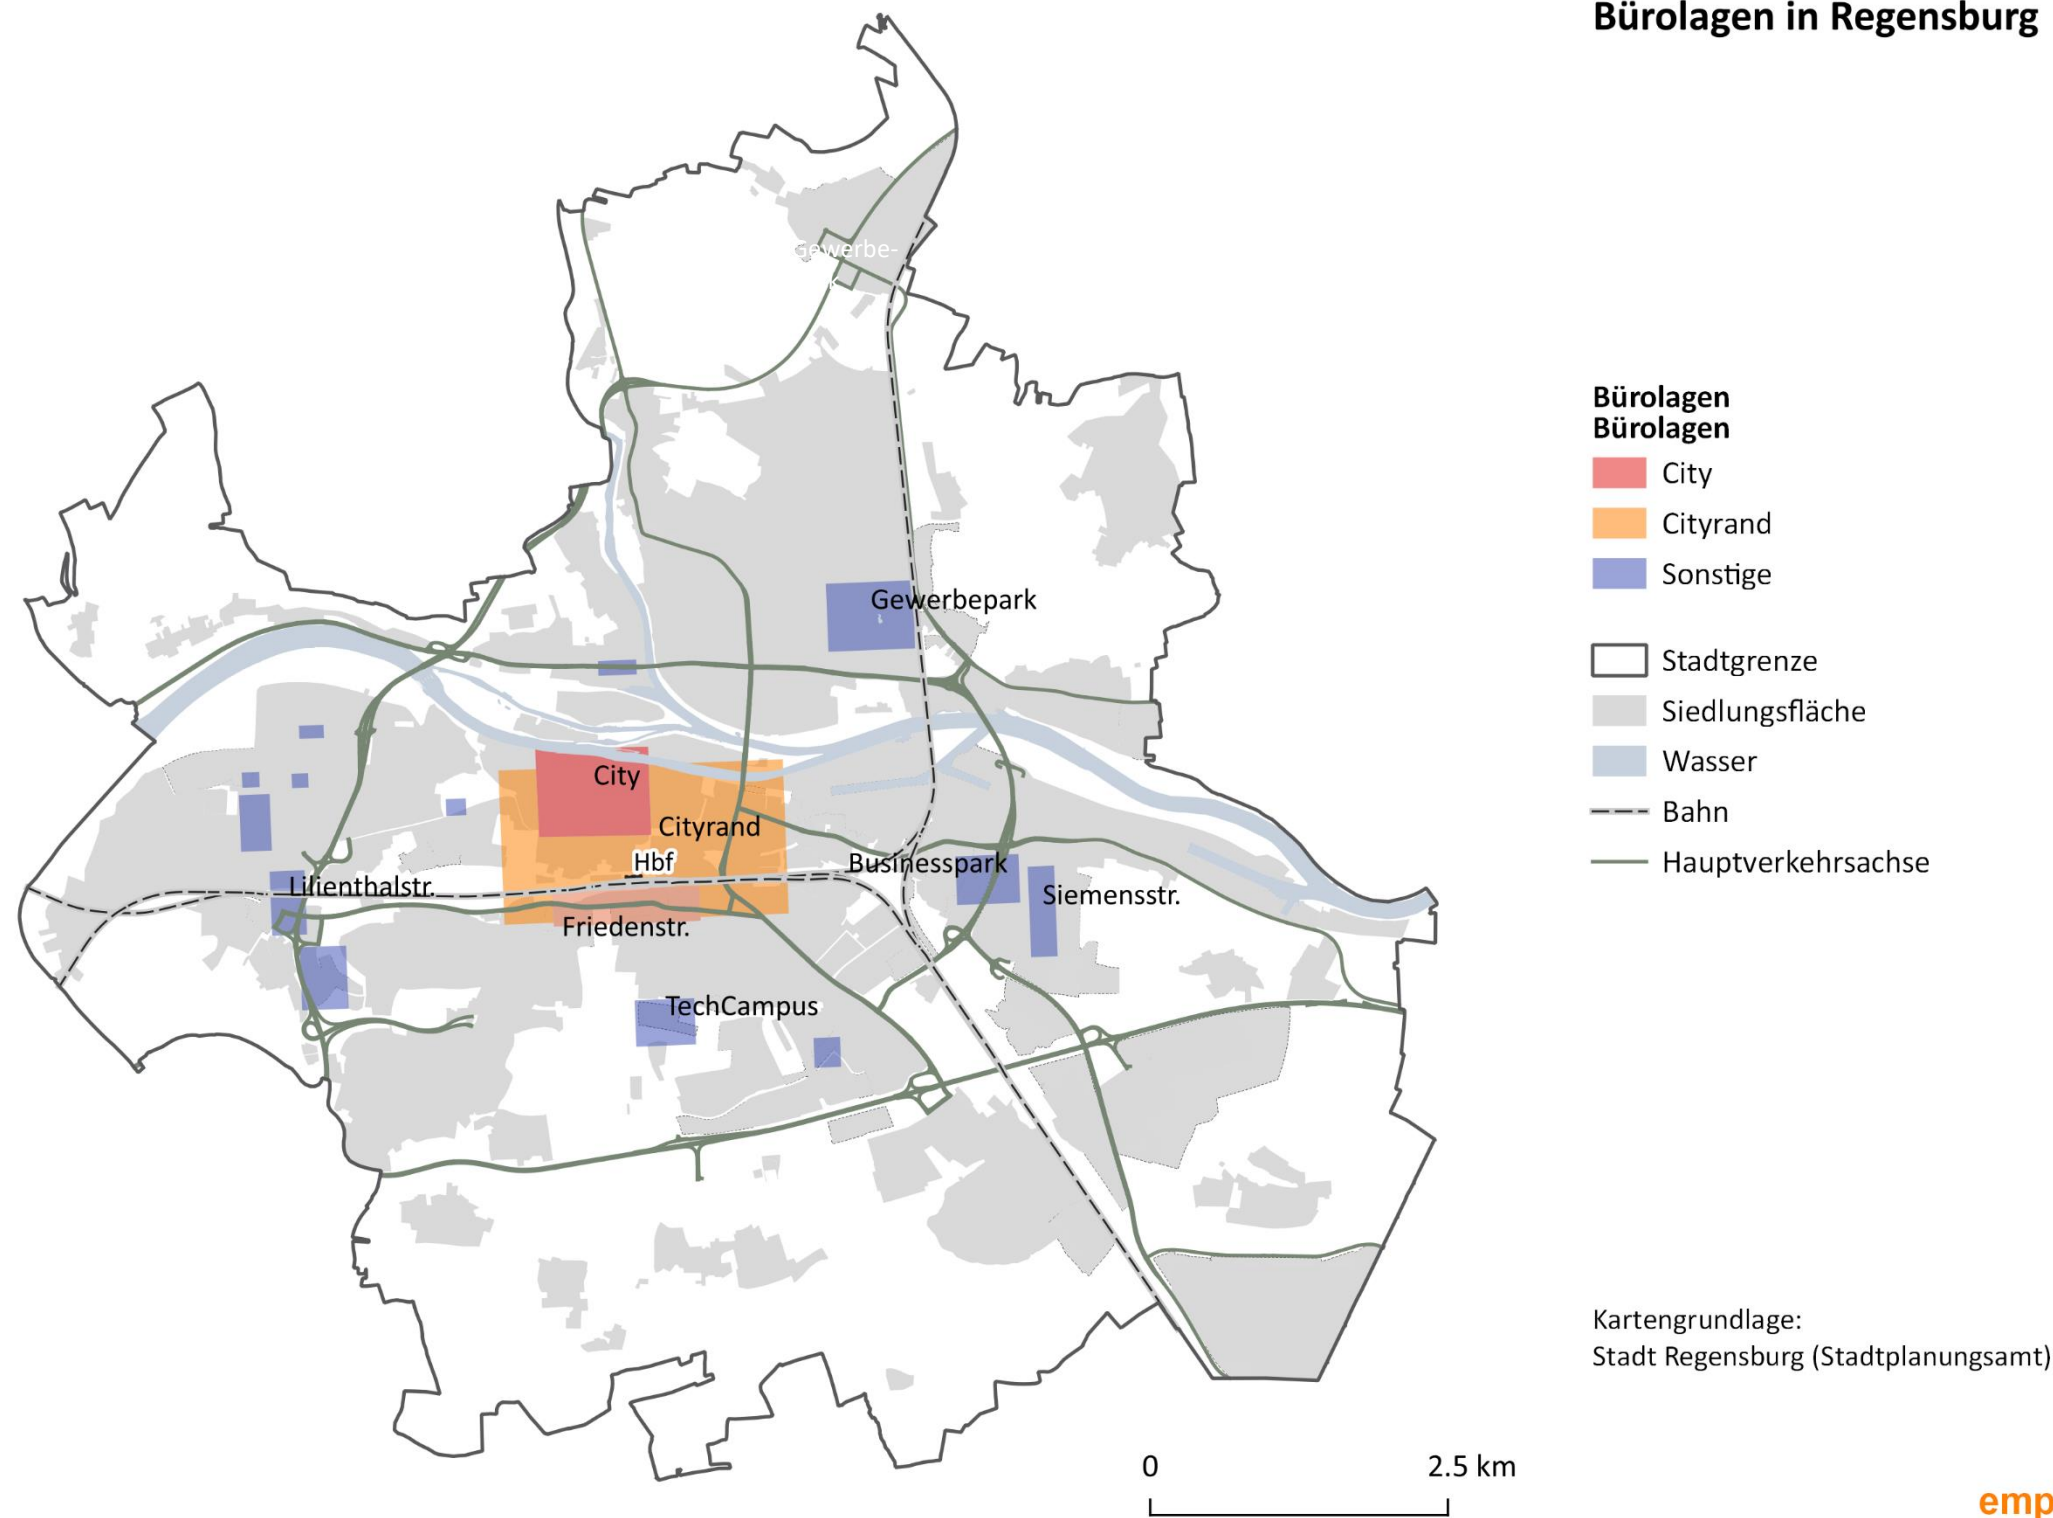 Bürolagen in Regensburg
Gewerbe-
k
Bürolagen
Bürolagen
City
Cityrand
Sonstige
Gewerbepark
Stadtgrenze
Siedlungsfläche
Wasser
Bahn
Hauptverkehrsachse
City
Cityrand
Hbf
Businesspark
Lilienthalstr.
Siemensstr.
Friedenstr.
TechCampus
Kartengrundlage:
Stadt Regensburg (Stadtplanungsamt)
0 2.5 km
emp